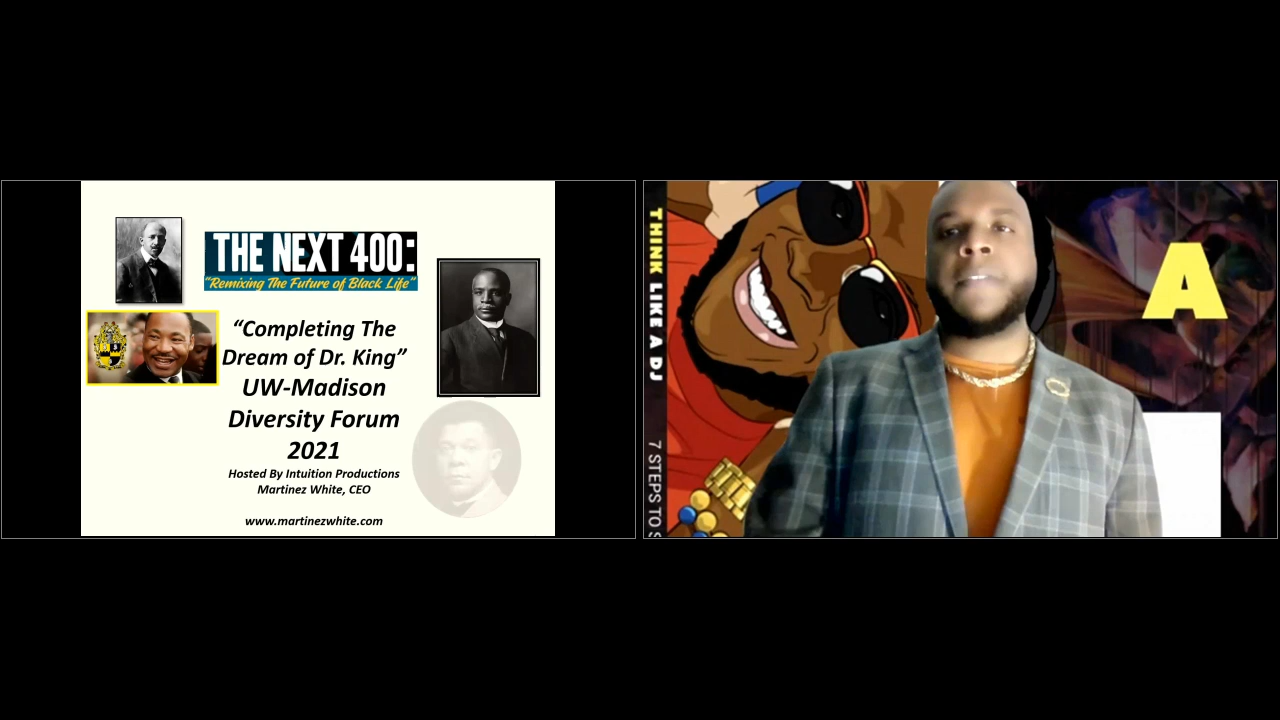 THE NEXT 400:
“Remixing The Future of Black Life”
“Completing The
Dream of Dr. King”
UW-Madison
Diversity Forum
2021
Hosted By Intuition Productions
Martinez White, CEO
www.martinezwhite.com
THINK LIKE A DJ
7 STEPS TO S
A